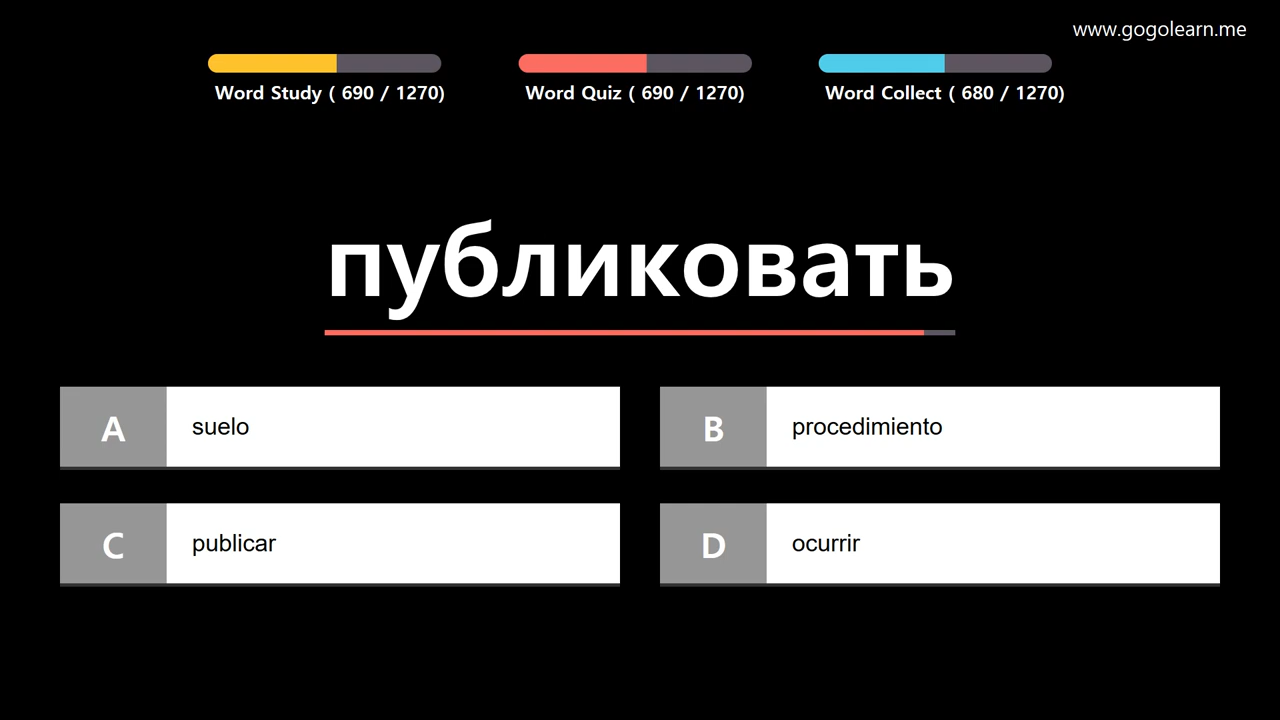 www.gogolearn.me
Word Study ( 690 / 1270)
Word Quiz ( 690 / 1270)
Word Collect ( 680 / 1270)
публиковать
A suelo
B procedimiento
C publicar
D ocurrir